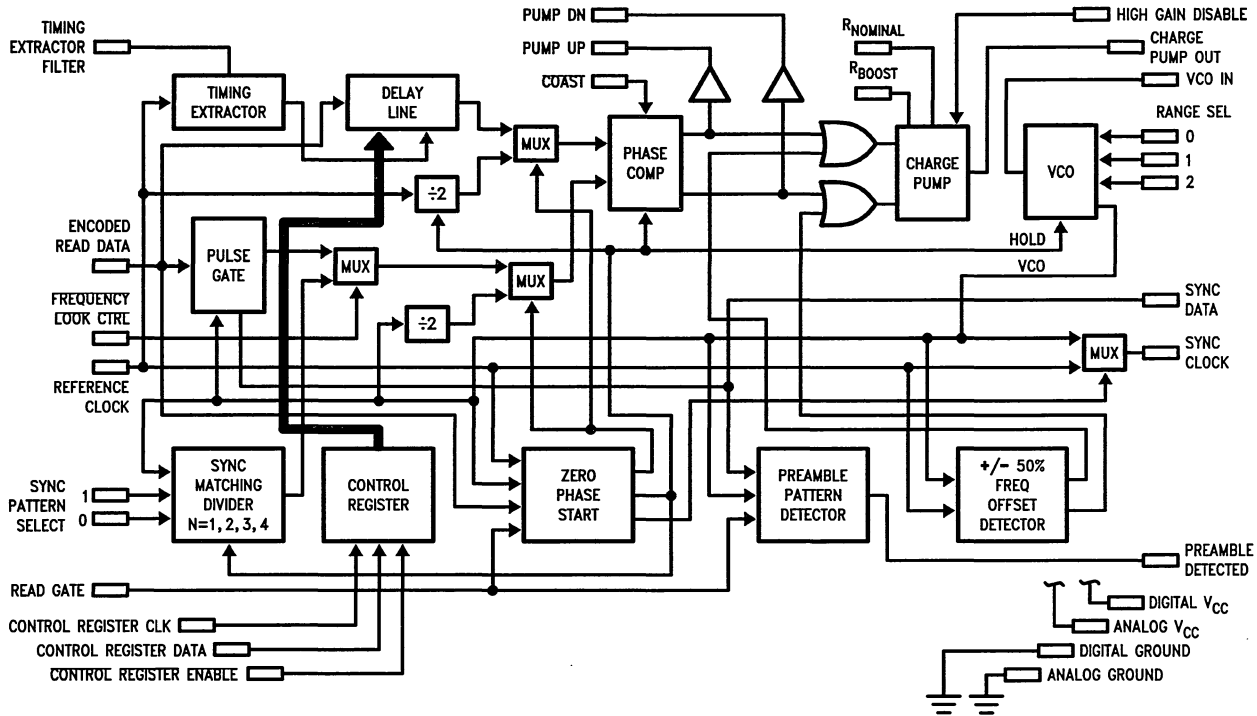 TIMING
EXTRACTOR
FILTER
PUMP DN
PUMP UP
COAST
R_NOMINAL
R_BOOST
HIGH GAIN DISABLE
CHARGE
PUMP OUT
VCO IN
RANGE SEL
0
1
2
TIMING
EXTRACTOR
DELAY
LINE
MUX
÷2
PHASE
COMP
CHARGE
PUMP
VCO
ENCODED
READ DATA
PULSE
GATE
MUX
MUX
÷2
HOLD
VCO
FREQUENCY
LOOK CTRL
REFERENCE
CLOCK
SYNC
DATA
MUX
SYNC
CLOCK
SYNC
PATTERN
SELECT
1
0
SYNC
MATCHING
DIVIDER
N=1, 2, 3, 4
CONTROL
REGISTER
ZERO
PHASE
START
PREAMBLE
PATTERN
DETECTOR
+/- 50%
FREQ
OFFSET
DETECTOR
PREAMBLE
DETECTED
READ GATE
CONTROL REGISTER CLK
CONTROL REGISTER DATA
CONTROL REGISTER ENABLE
DIGITAL VCC
ANALOG VCC
DIGITAL GROUND
ANALOG GROUND